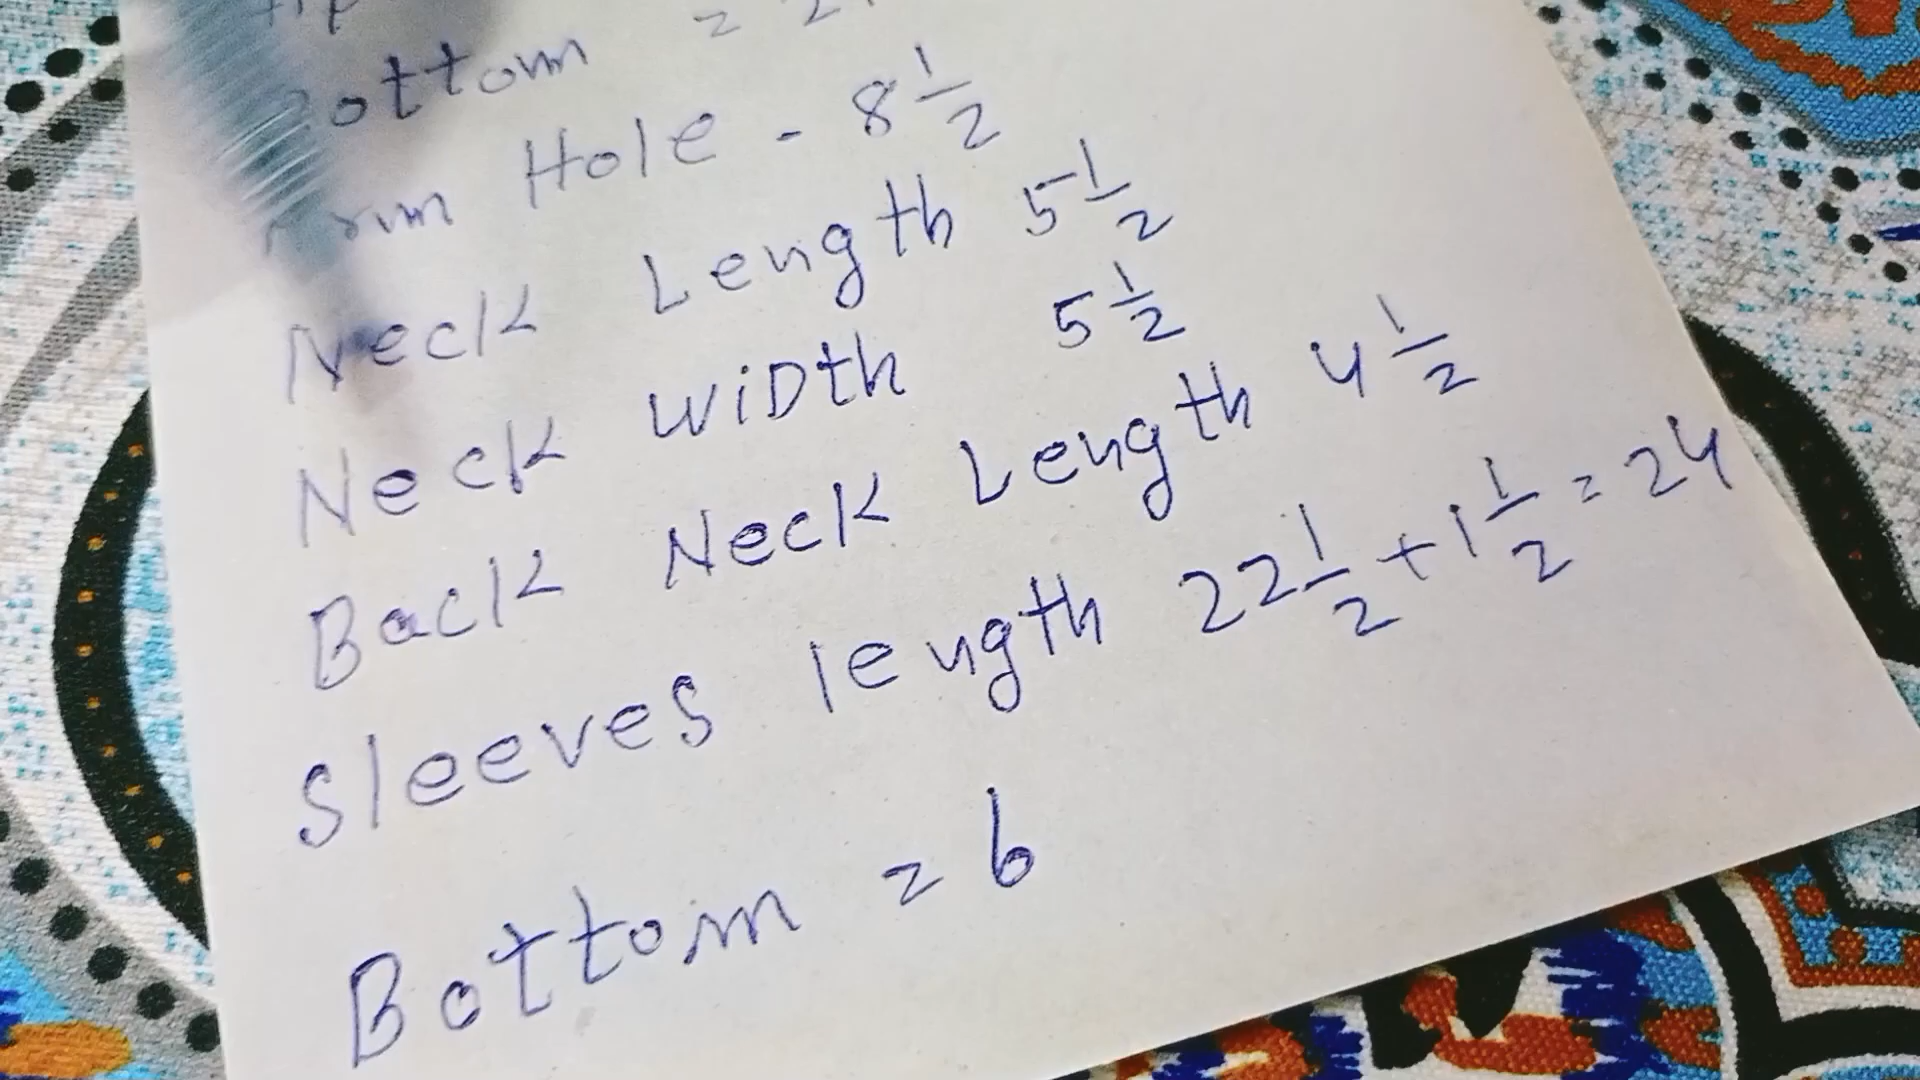 Bottom =
Arm Hole - 8 1/2
Neck Length 5 1/2
Neck WiDth 5 1/2
Back Neck Length 4 1/2
Sleeves length 22 1/2 + 1 1/2 = 24
Bottom = 6